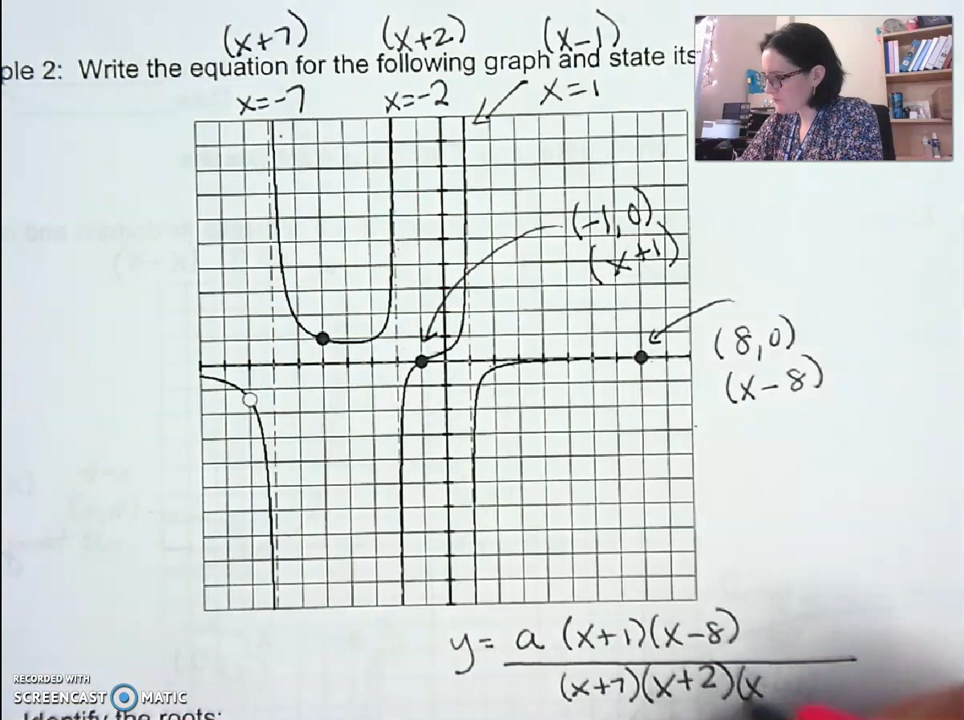 (x+7) (x+2) (x-1)
ple 2: Write the equation for the following graph and state its
x=-7 x=-2 x=1
(-1,0)
(x+1)
(8,0)
(x-8)
y= a (x+1)(x-8)
(x+7)(x+2)(x
RECORDED WITH
SCREENCAST MATIC
Identify the roots: